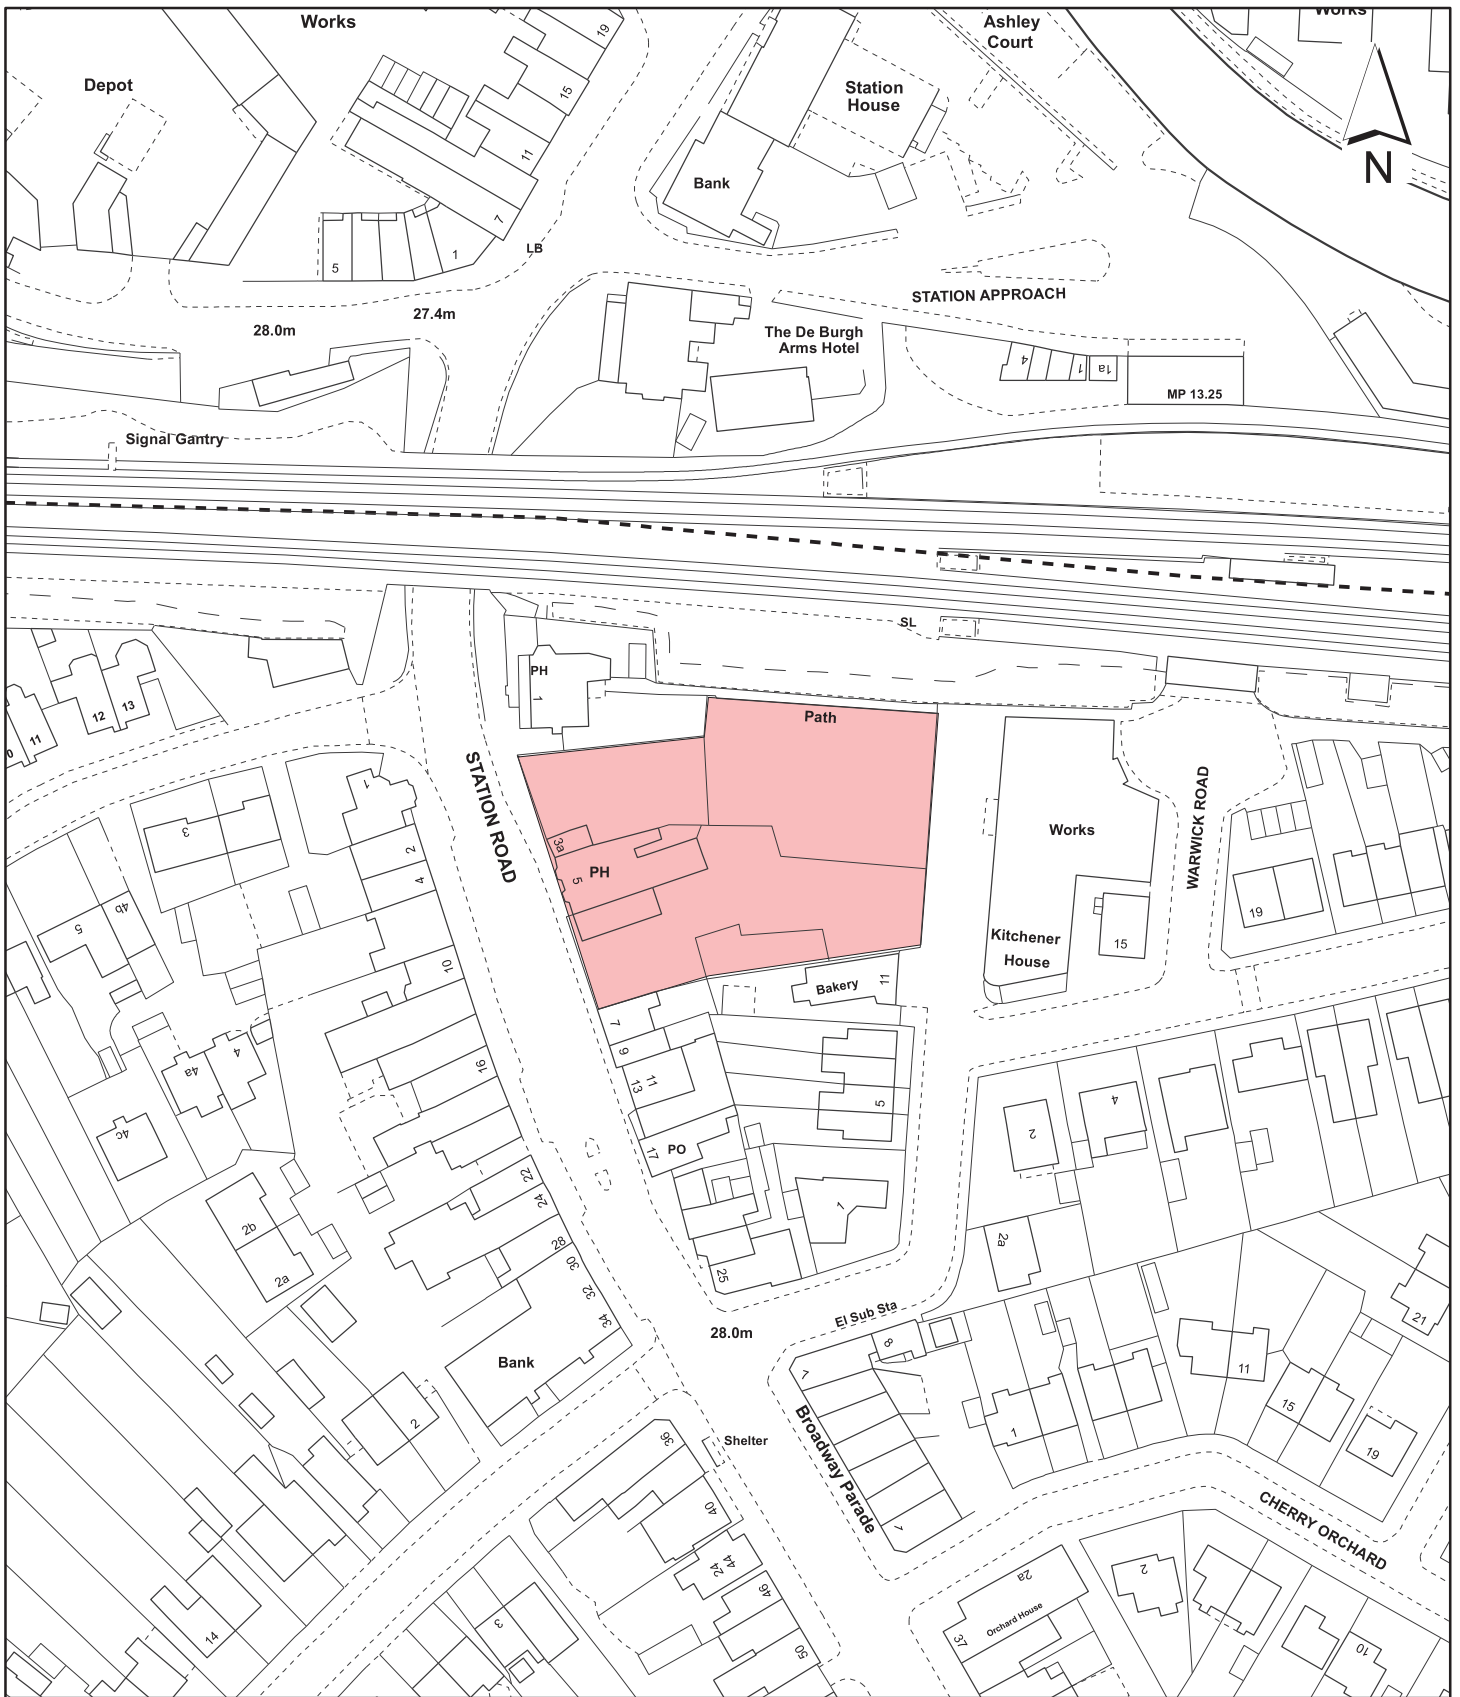 Works
19
Ashley
Court
Works
Depot
15
Station
House
N
11
Bank
7
LB
1
5
STATION APPROACH
27.4m
28.0m
The De Burgh
Arms Hotel
4
1
1a
MP 13.25
Signal Gantry
SL
PH
1
12
13
11
0
Path
STATION ROAD
WARWICK ROAD
1
3
2
4
3a
PH
5
Works
4b
5
19
15
Kitchener
House
10
Bakery
11
7
9
11
13
4
4a
16
5
4
2
4c
17
PO
22
24
1
2b
2a
28
30
32
34
25
2a
El Sub Sta
28.0m
8
21
Bank
1
11
2
15
1
Broadway Parade
36
Shelter
19
40
7
CHERRY ORCHARD
44
24
46
2a
2
Orchard House
3
14
37
50
10